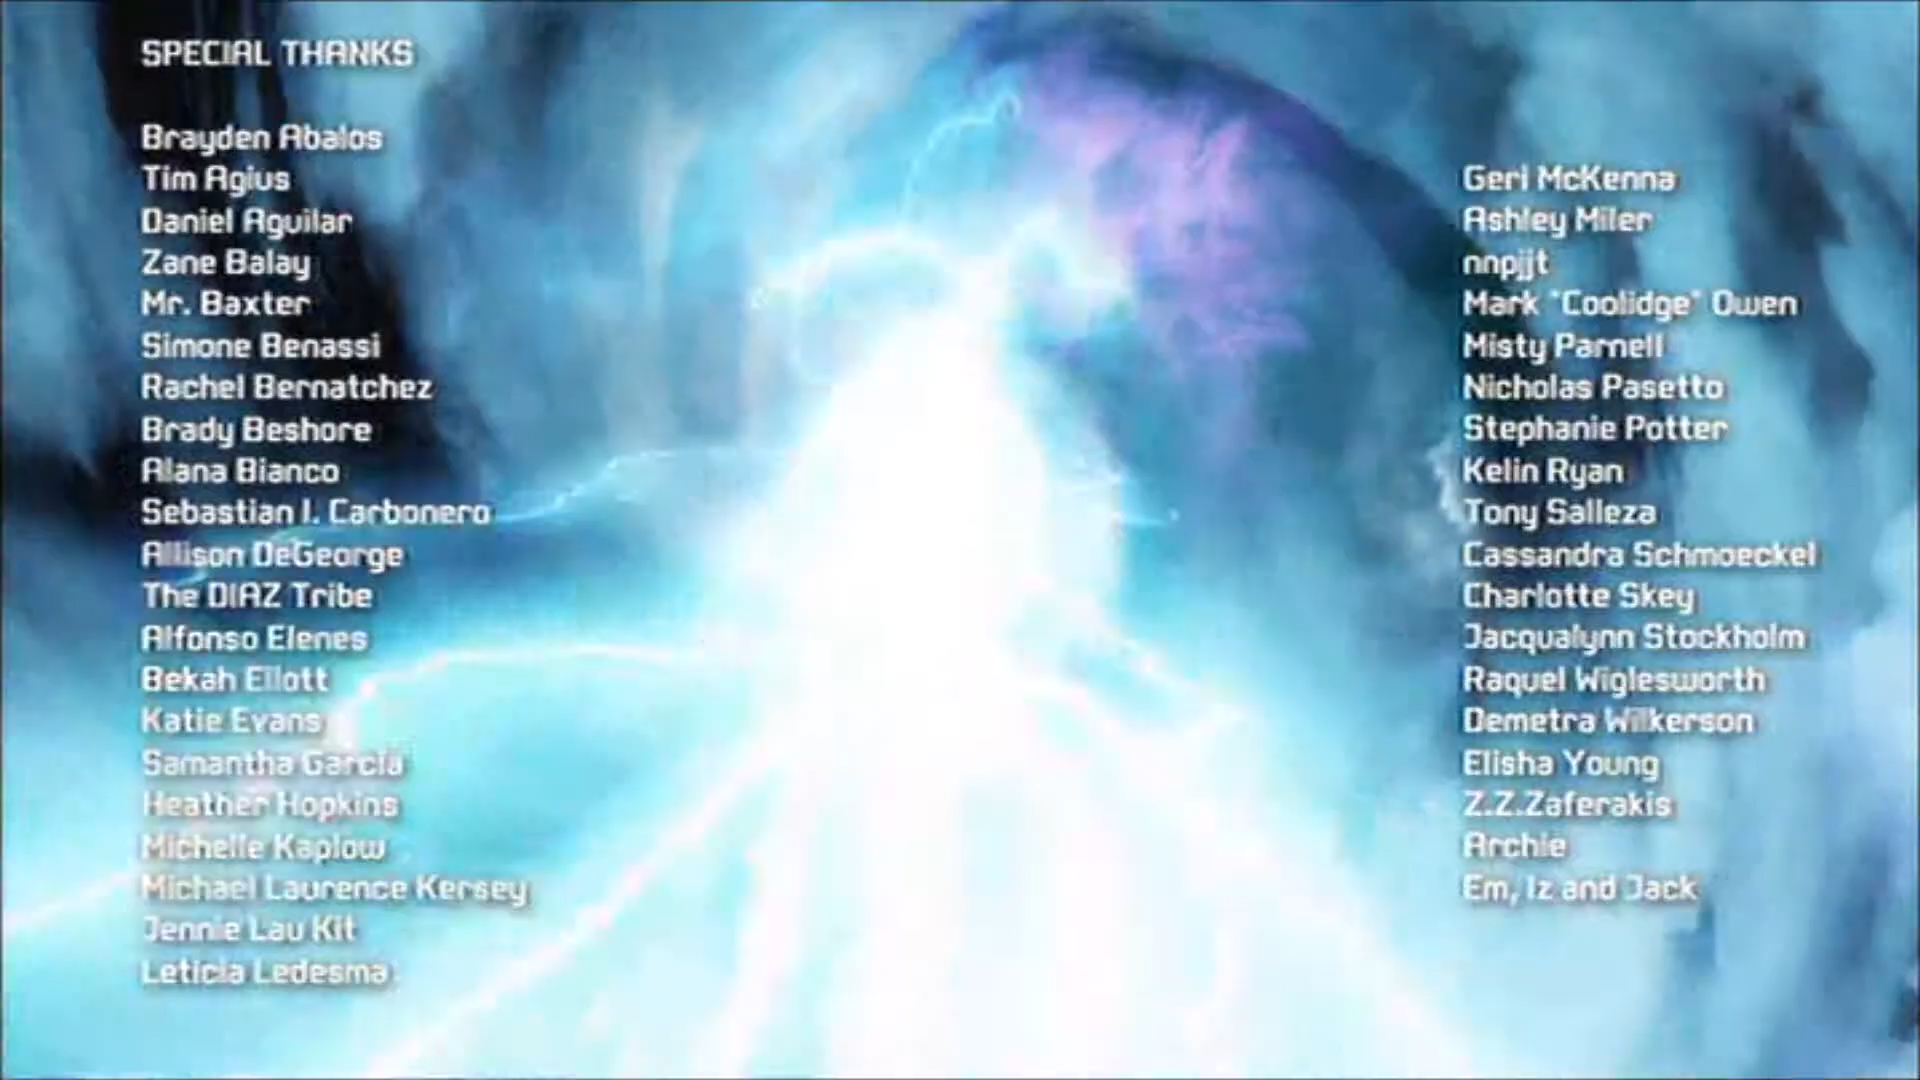 SPECIAL THANKS
Brayden Abalos
Tim Agius
Daniel Aguilar
Zane Balay
Mr. Baxter
Simone Benassi
Rachel Bernatchez
Brady Beshore
Alana Bianco
Sebastian I. Carbonero
Allison DeGeorge
The DIAZ Tribe
Alfonso Elenes
Bekah Ellott
Katie Evans
Samantha Garcia
Heather Hopkins
Michelle Kaplow
Michael Laurence Kersey
Jennie Lau Kit
Leticia Ledesma
Geri McKenna
Ashley Miler
nnpjjt
Mark "Coolidge" Owen
Misty Parnell
Nicholas Pasetto
Stephanie Potter
Kelin Ryan
Tony Salleza
Cassandra Schmoeckel
Charlotte Skey
Jacqualynn Stockholm
Raquel Wiglesworth
Demetra Wilkerson
Elisha Young
Z.Z.Zaferakis
Archie
Em, Iz and Jack